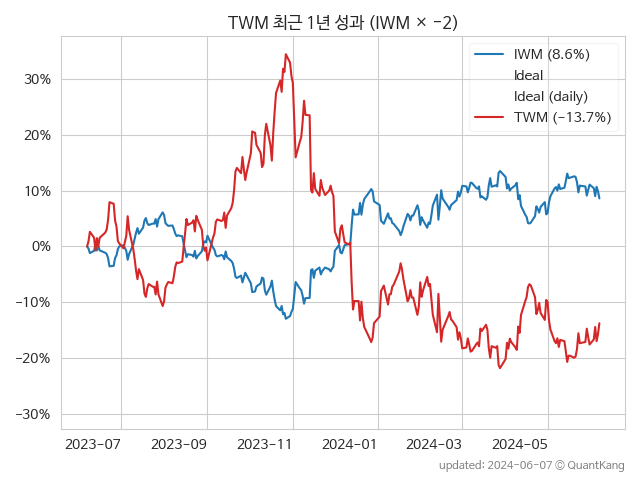 TWM 최근 1년 성과 (IWM × −2)
IWM (8.6%)
Ideal
Ideal (daily)
TWM (−13.7%)
30%
20%
10%
0%
−10%
−20%
−30%
2023-07 2023-09 2023-11 2024-01 2024-03 2024-05
updated: 2024-06-07 © QuantKang